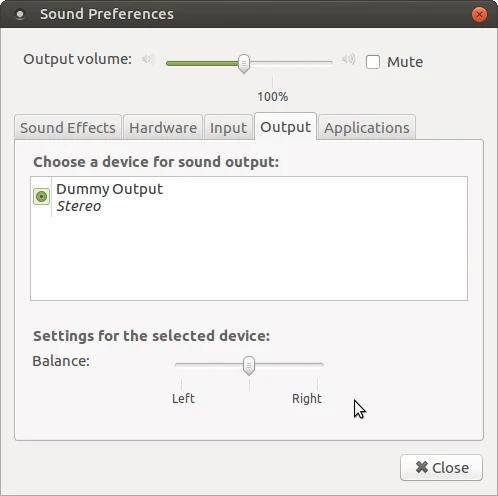 Sound Preferences
Output volume:
Mute
100%
Sound Effects
Hardware
Input
Output
Applications
Choose a device for sound output:
Dummy Output
Stereo
Settings for the selected device:
Balance:
Left
Right
Close